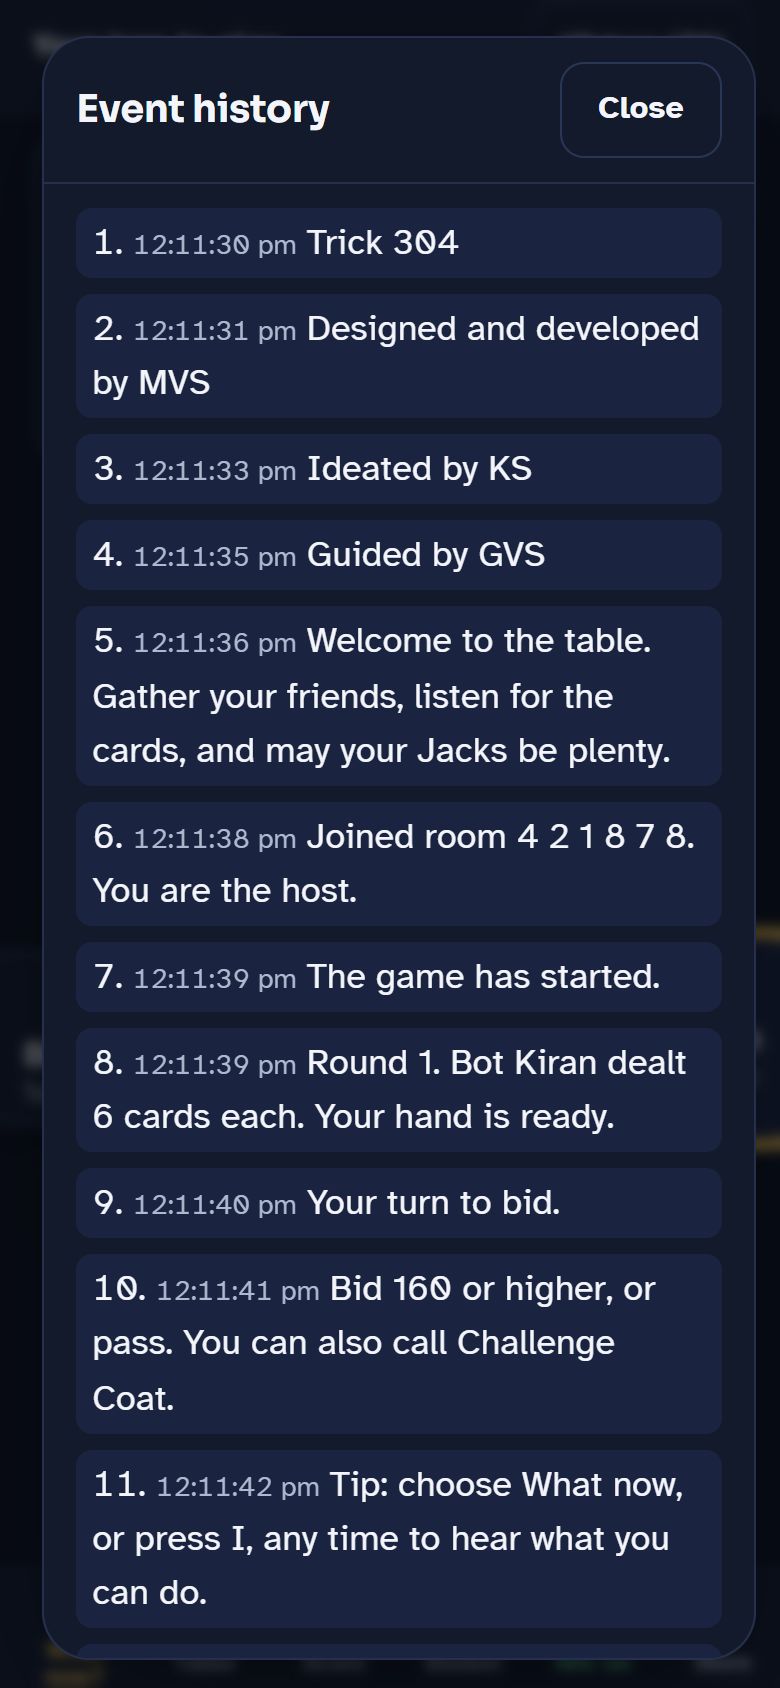 Event history
Close
1. 12:11:30 pm Trick 304
2. 12:11:31 pm Designed and developed
by MVS
3. 12:11:33 pm Ideated by KS
4. 12:11:35 pm Guided by GVS
5. 12:11:36 pm Welcome to the table.
Gather your friends, listen for the
cards, and may your Jacks be plenty.
6. 12:11:38 pm Joined room 4 2 1 8 7 8.
You are the host.
7. 12:11:39 pm The game has started.
8. 12:11:39 pm Round 1. Bot Kiran dealt
6 cards each. Your hand is ready.
9. 12:11:40 pm Your turn to bid.
10. 12:11:41 pm Bid 160 or higher, or
pass. You can also call Challenge
Coat.
11. 12:11:42 pm Tip: choose What now,
or press I, any time to hear what you
can do.